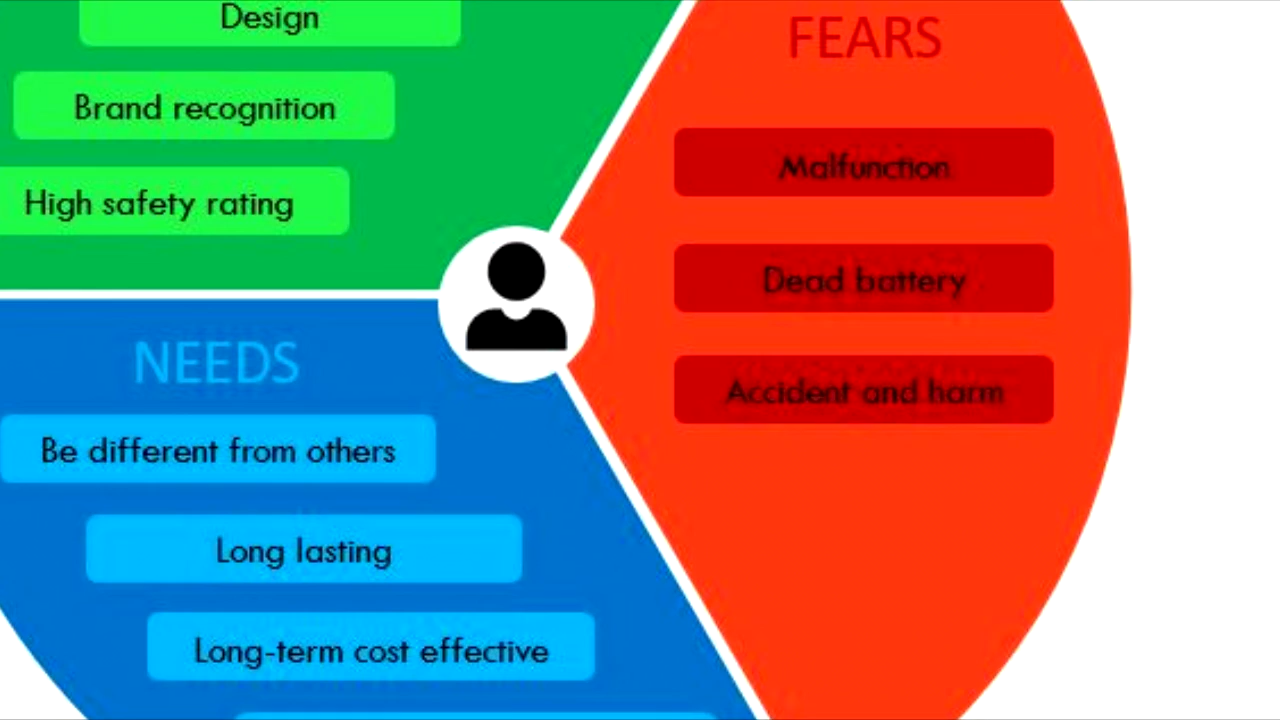 Design
Brand recognition
High safety rating
FEARS
Malfunction
Dead battery
Accident and harm
NEEDS
Be different from others
Long lasting
Long-term cost effective